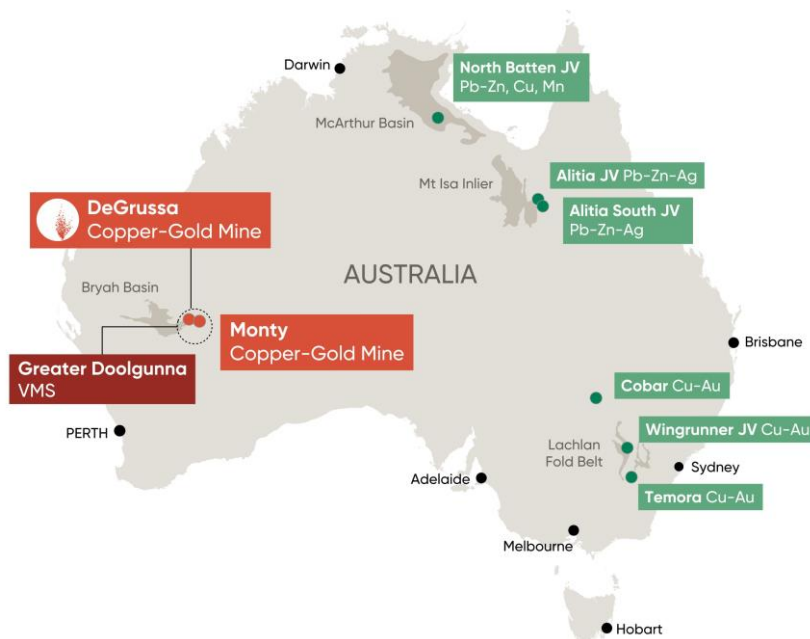 Darwin
North Batten JV
Pb-Zn, Cu, Mn
McArthur Basin
Mt Isa Inlier
Alitia JV Pb-Zn-Ag
Alitia South JV
Pb-Zn-Ag
DeGrussa
Copper-Gold Mine
AUSTRALIA
Bryah Basin
Monty
Copper-Gold Mine
Greater Doolgunna
VMS
Brisbane
Cobar Cu-Au
PERTH
Wingrunner JV Cu-Au
Lachlan
Fold Belt
Sydney
Adelaide
Temora Cu-Au
Melbourne
Hobart